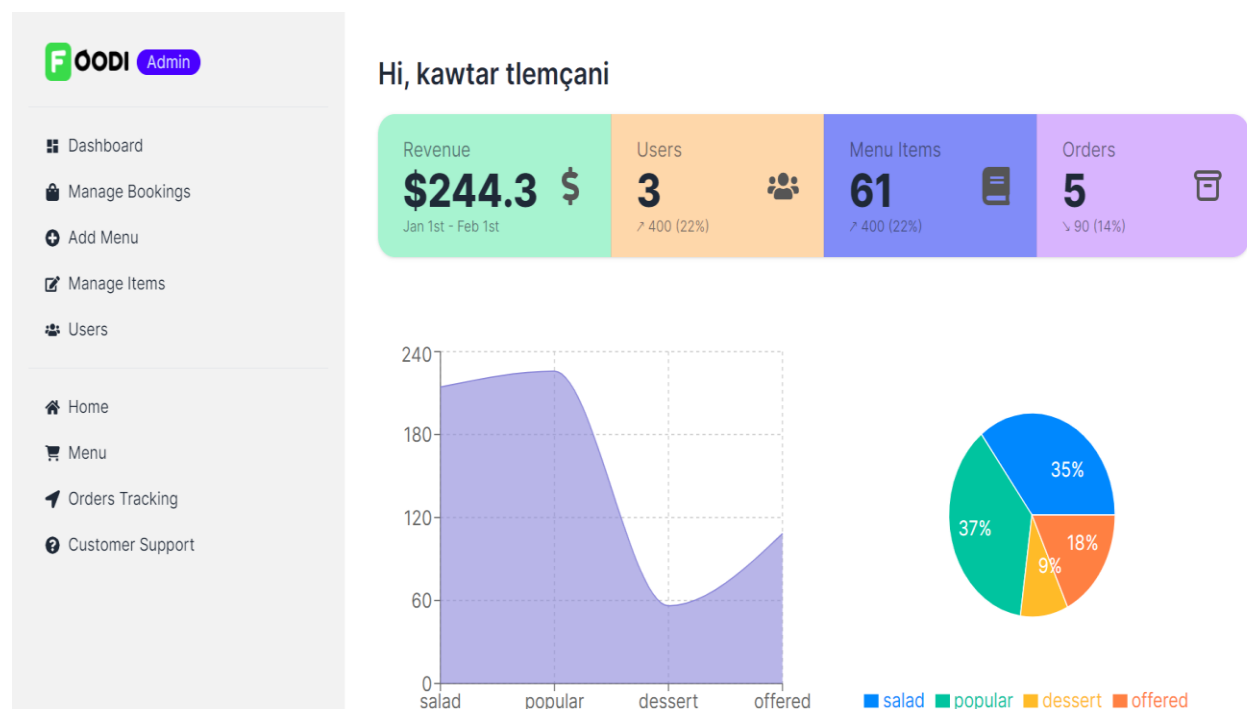 FOODI Admin
Dashboard
Manage Bookings
Add Menu
Manage Items
Users
Home
Menu
Orders Tracking
Customer Support
Hi, kawtar tlemçani
Revenue
$244.3
Jan 1st - Feb 1st
Users
3
↗ 400 (22%)
Menu Items
61
↗ 400 (22%)
Orders
5
↘ 90 (14%)
240
180
120
60
0
salad popular dessert offered
35%
37%
18%
9%
salad popular dessert offered